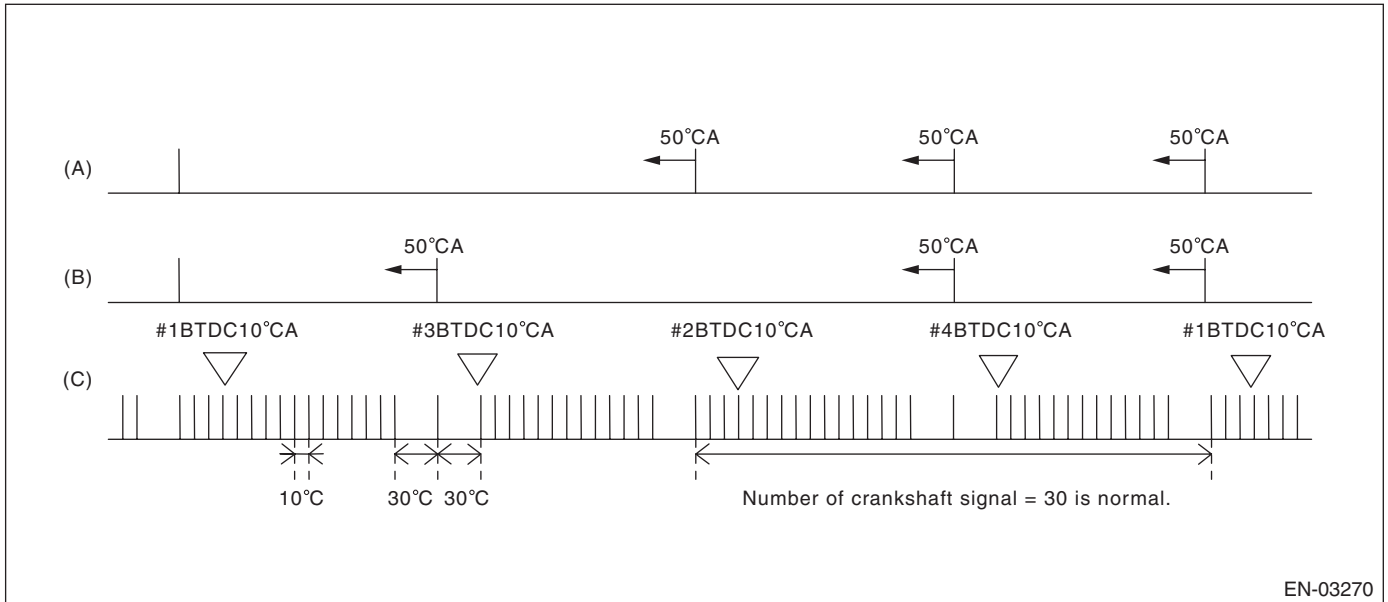 50°CA 50°CA 50°CA
(A)
50°CA 50°CA 50°CA
(B)
#1BTDC10°CA #3BTDC10°CA #2BTDC10°CA #4BTDC10°CA #1BTDC10°CA
(C)
10°C 30°C 30°C Number of crankshaft signal = 30 is normal.
EN-03270